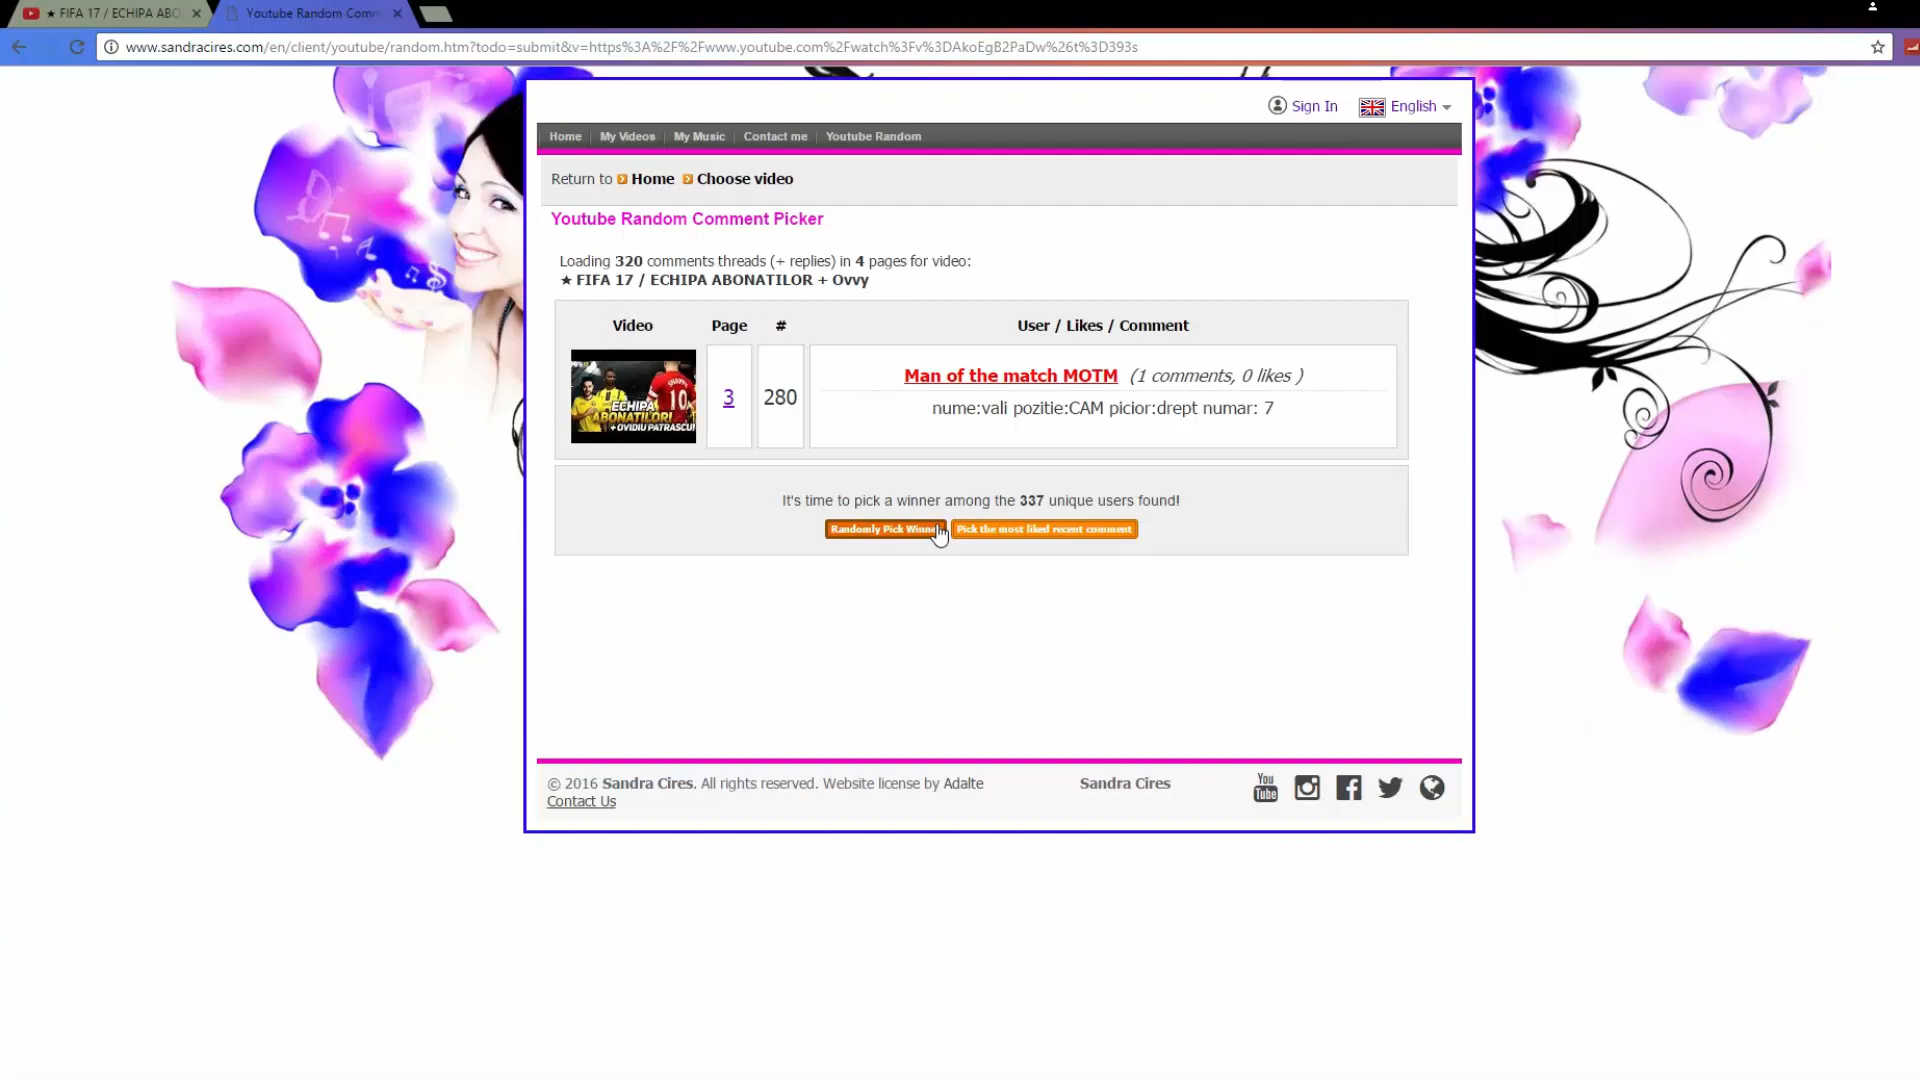 ★ FIFA 17 / ECHIPA ABO
Youtube Random Com
www.sandracires.com/en/client/youtube/random.htm?todo=submit&v=https%3A%2F%2Fwww.youtube.com%2Fwatch%3Fv%3DAkoEgB2PaDw%26t%3D393s
Sign In English
Home My Videos My Music Contact me Youtube Random
Return to Home Choose video
Youtube Random Comment Picker
Loading 320 comments threads (+ replies) in 4 pages for video:
★ FIFA 17 / ECHIPA ABONATILOR + Ovvy
Video Page # User / Likes / Comment
ECHIPA
ABONATILOR!
+ OVIDIU PATRASCU!
10
3
280
Man of the match MOTM (1 comments, 0 likes )
nume:vali pozitie:CAM picior:drept numar: 7
It's time to pick a winner among the 337 unique users found!
Randomly Pick Winne Pick the most liked recent comment
© 2016 Sandra Cires. All rights reserved. Website license by Adalte
Contact Us
Sandra Cires
You
Tube